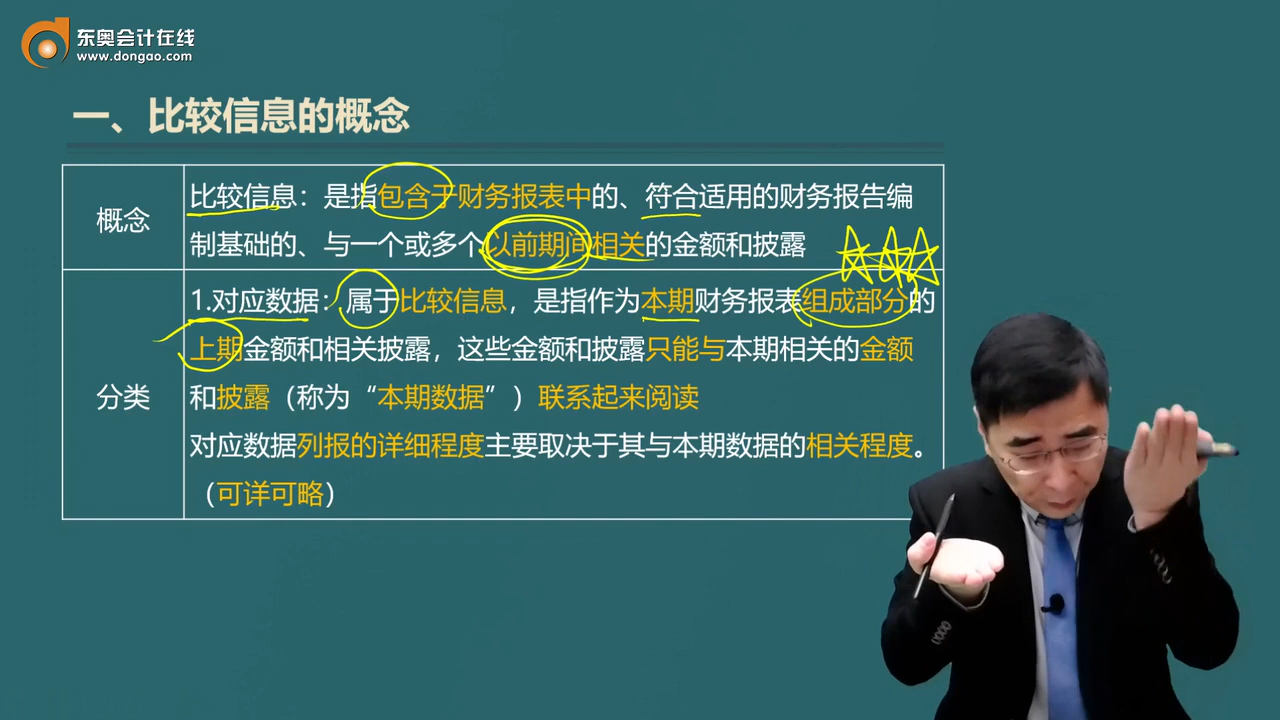 东奥会计在线
www.dongao.com
一、比较信息的概念
概念
比较信息：是指包含于财务报表中的、符合适用的财务报告编
制基础的、与一个或多个以前期间相关的金额和披露
分类
1.对应数据：属于比较信息，是指作为本期财务报表组成部分的
上期金额和相关披露，这些金额和披露只能与本期相关的金额
和披露（称为“本期数据”）联系起来阅读
对应数据列报的详细程度主要取决于其与本期数据的相关程度。
（可详可略）